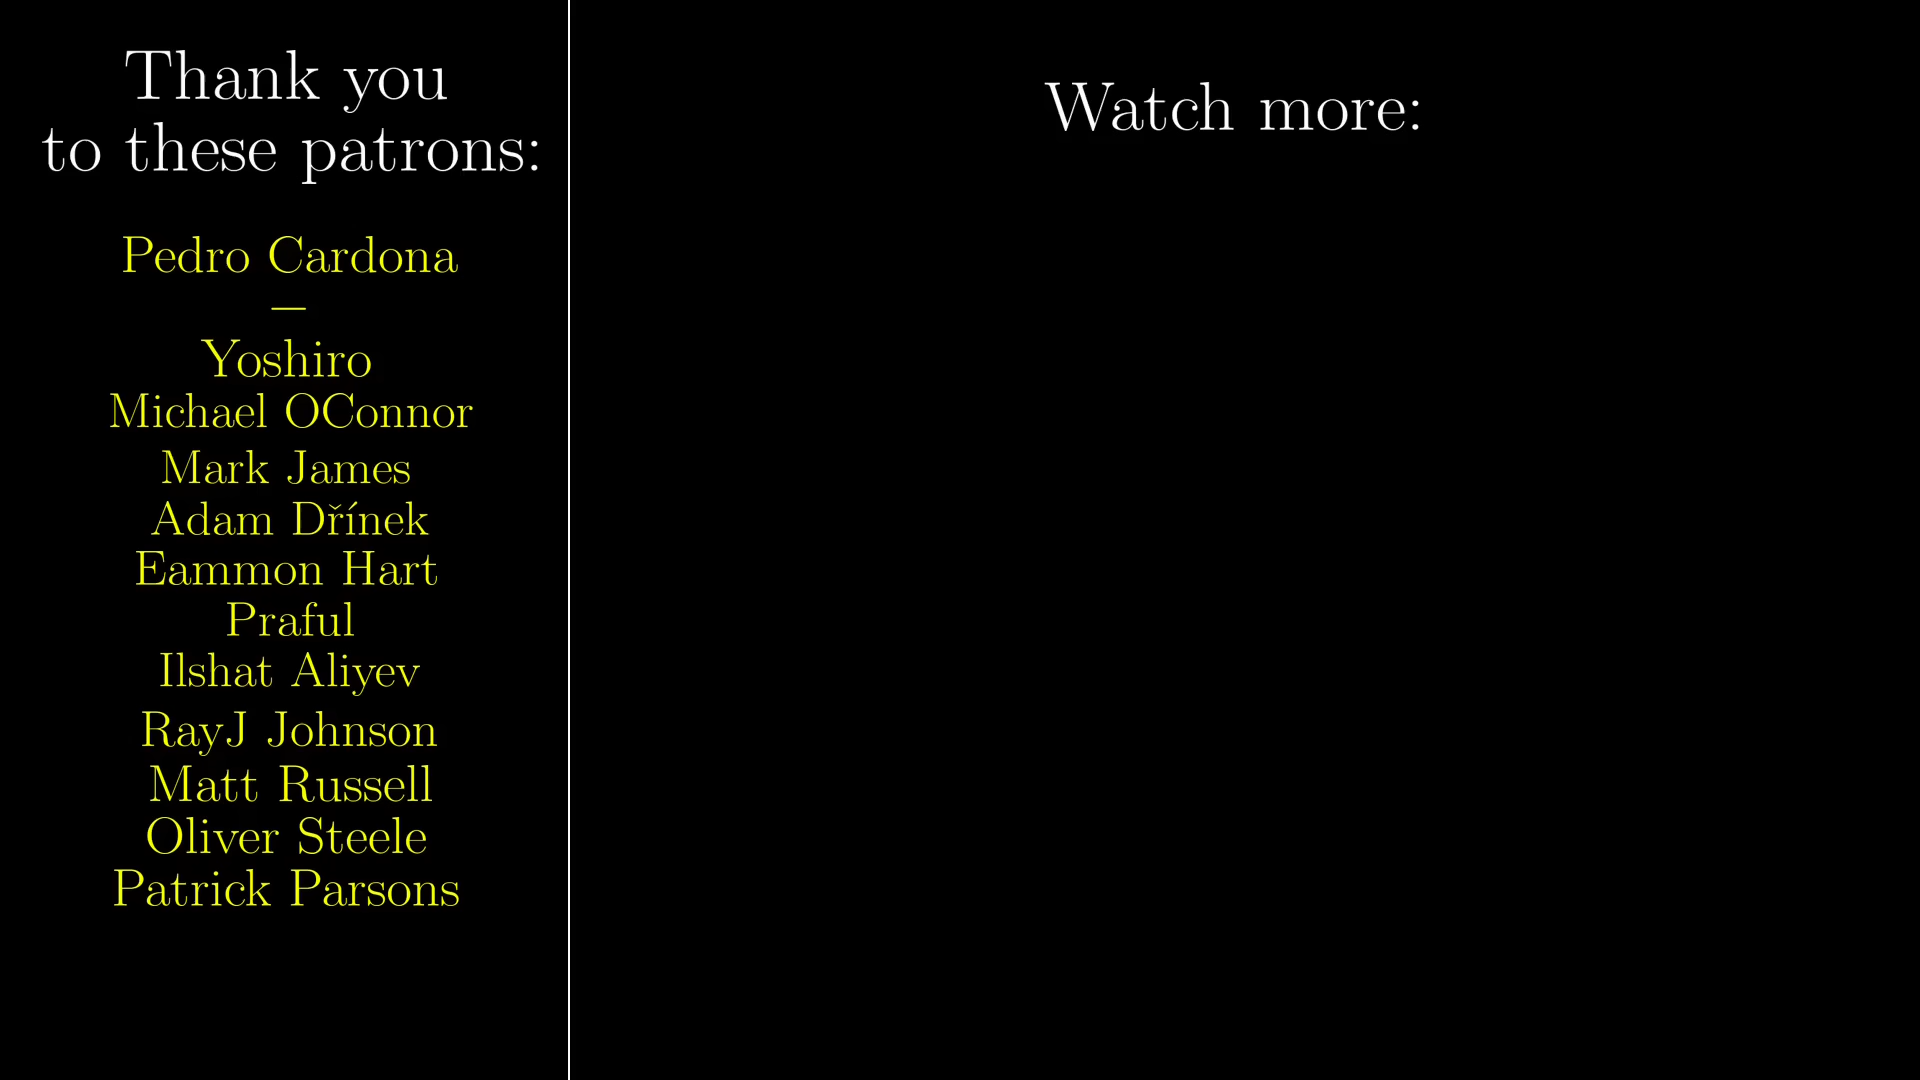 Thank you
to these patrons:
Pedro Cardona
—
Yoshiro
Michael OConnor
Mark James
Adam Dřínek
Eammon Hart
Praful
Ilshat Aliyev
RayJ Johnson
Matt Russell
Oliver Steele
Patrick Parsons
Watch more: